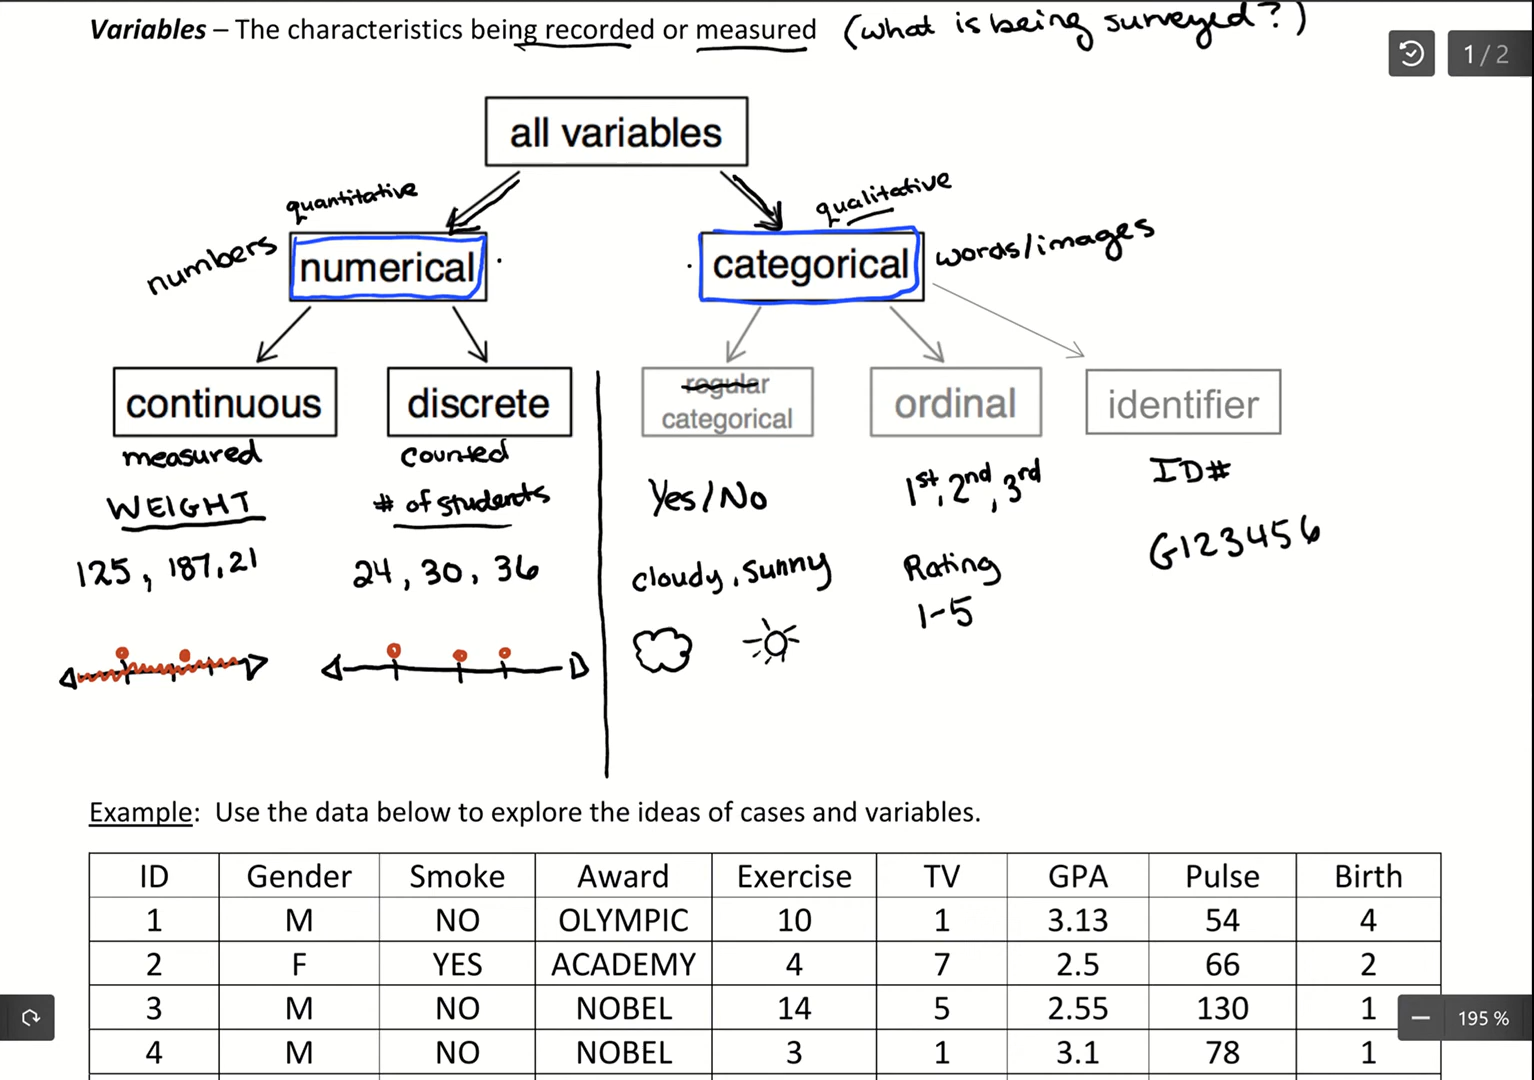 Variables – The characteristics being recorded or measured (what is being surveyed?)
1 / 2
all variables
quantitative
qualitative
numbers
numerical
categorical
words/images
continuous
discrete
regular
categorical
ordinal
identifier
measured
counted
WEIGHT
# of students
Yes/No
1st, 2nd, 3rd
ID#
125, 187.21
24, 30, 36
cloudy, sunny
Rating
1-5
G123456
Example: Use the data below to explore the ideas of cases and variables.
ID Gender Smoke Award Exercise TV GPA Pulse Birth
1 M NO OLYMPIC 10 1 3.13 54 4
2 F YES ACADEMY 4 7 2.5 66 2
3 M NO NOBEL 14 5 2.55 130 1
4 M NO NOBEL 3 1 3.1 78 1
195 %